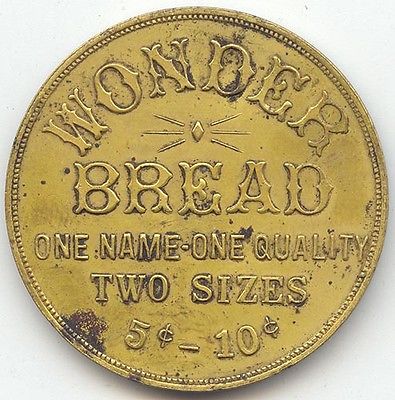 WONDER
BREAD
ONE NAME-ONE QUALITY
TWO SIZES
5¢-10¢